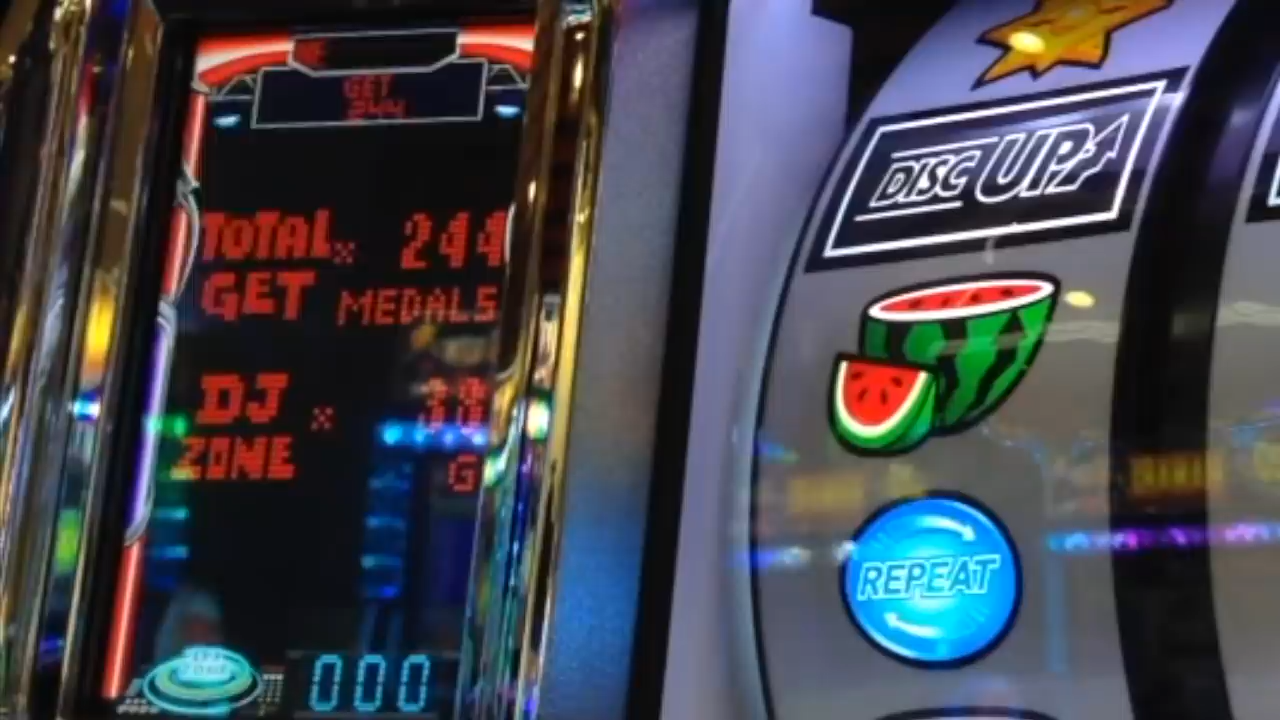 GET
244
TOTAL x 244
GET MEDALS
DJ x
ZONE G
000
DISC UP
REPEAT